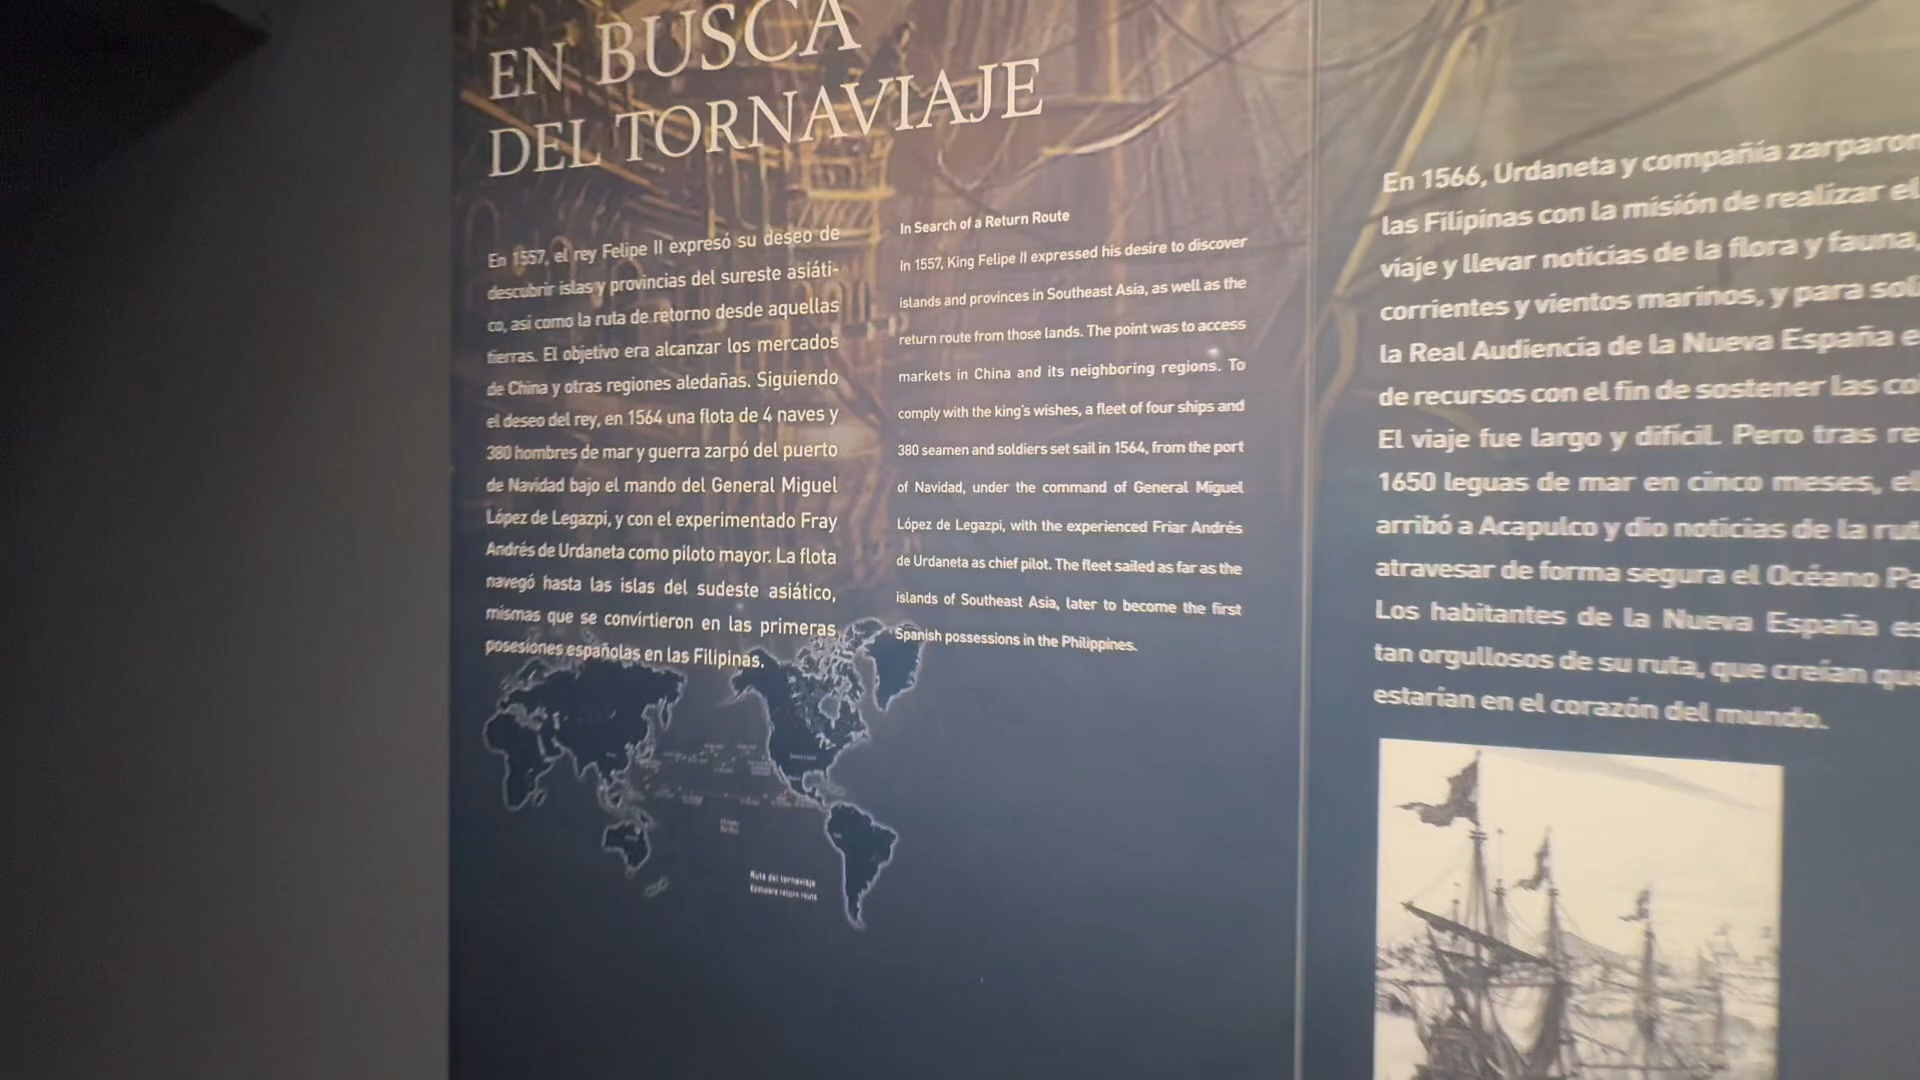 EN BUSCA
DEL TORNAVIAJE
En 1557, el rey Felipe II expresó su deseo de
descubrir islas y provincias del sureste asiáti-
co, así como la ruta de retorno desde aquellas
tierras. El objetivo era alcanzar los mercados
de China y otras regiones aledañas. Siguiendo
el deseo del rey, en 1564 una flota de 4 naves y
380 hombres de mar y guerra zarpó del puerto
de Navidad bajo el mando del General Miguel
López de Legazpi, y con el experimentado Fray
Andrés de Urdaneta como piloto mayor. La flota
navegó hasta las islas del sudeste asiático,
mismas que se convirtieron en las primeras
posesiones españolas en las Filipinas.
In Search of a Return Route
In 1557, King Felipe II expressed his desire to discover
islands and provinces in Southeast Asia, as well as the
return route from those lands. The point was to access
markets in China and its neighboring regions. To
comply with the king's wishes, a fleet of four ships and
380 seamen and soldiers set sail in 1564, from the port
of Navidad, under the command of General Miguel
López de Legazpi, with the experienced Friar Andrés
de Urdaneta as chief pilot. The fleet sailed as far as the
islands of Southeast Asia, later to become the first
Spanish possessions in the Philippines.
Ruta del tornaviaje
return route
En 1566, Urdaneta y compañía zarparon
las Filipinas con la misión de realizar el
viaje y llevar noticias de la flora y fauna,
corrientes y vientos marinos, y para
la Real Audiencia de la Nueva España
de recursos con el fin de sostener las
El viaje fue largo y difícil. Pero tras
1650 leguas de mar en cinco meses, el
arribó a Acapulco y dio noticias de la
atravesar de forma segura el Océano
Los habitantes de la Nueva España
tan orgullosos de su ruta, que creían
estarían en el corazón del mundo.